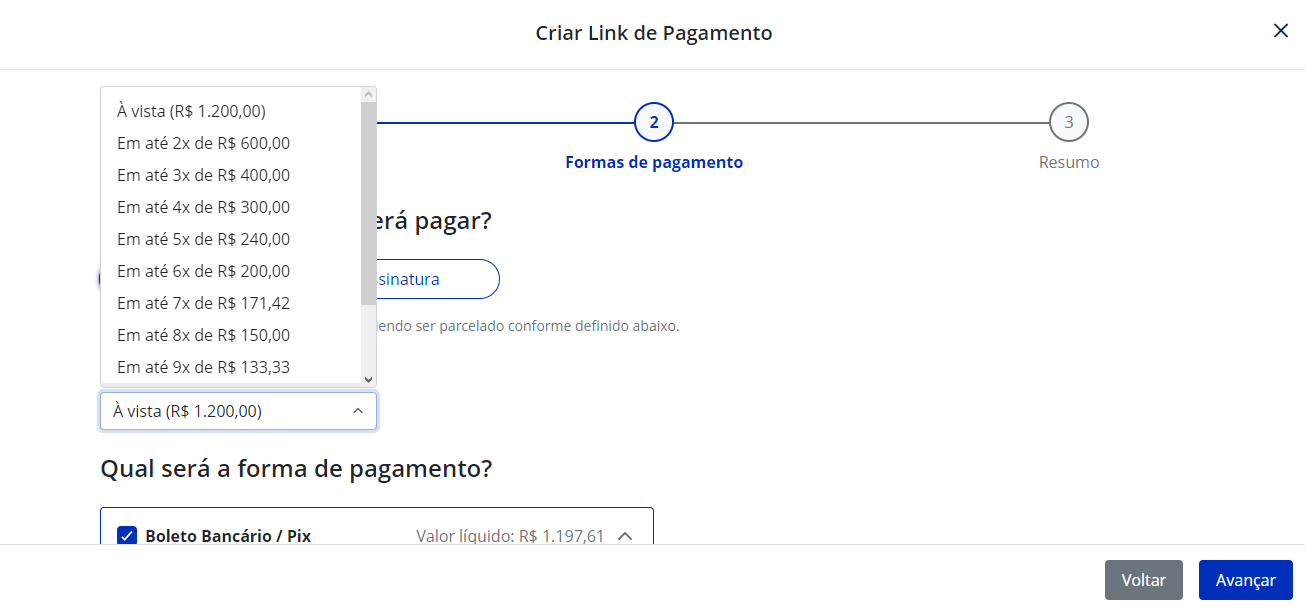 Criar Link de Pagamento
À vista (R$ 1.200,00)
Em até 2x de R$ 600,00
Em até 3x de R$ 400,00
Em até 4x de R$ 300,00
Em até 5x de R$ 240,00
Em até 6x de R$ 200,00
Em até 7x de R$ 171,42
Em até 8x de R$ 150,00
Em até 9x de R$ 133,33
2
Formas de pagamento
3
Resumo
erá pagar?
sinatura
endo ser parcelado conforme definido abaixo.
À vista (R$ 1.200,00)
Qual será a forma de pagamento?
Boleto Bancário / Pix Valor líquido: R$ 1.197,61
Voltar Avançar